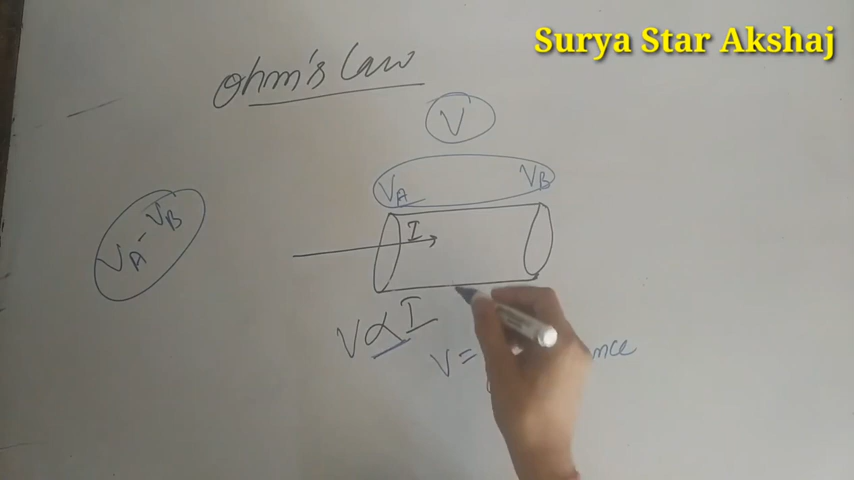 Surya Star Akshaj
Ohm's Law
V
VA VB
VA - VB
I
V ∝ I
V =